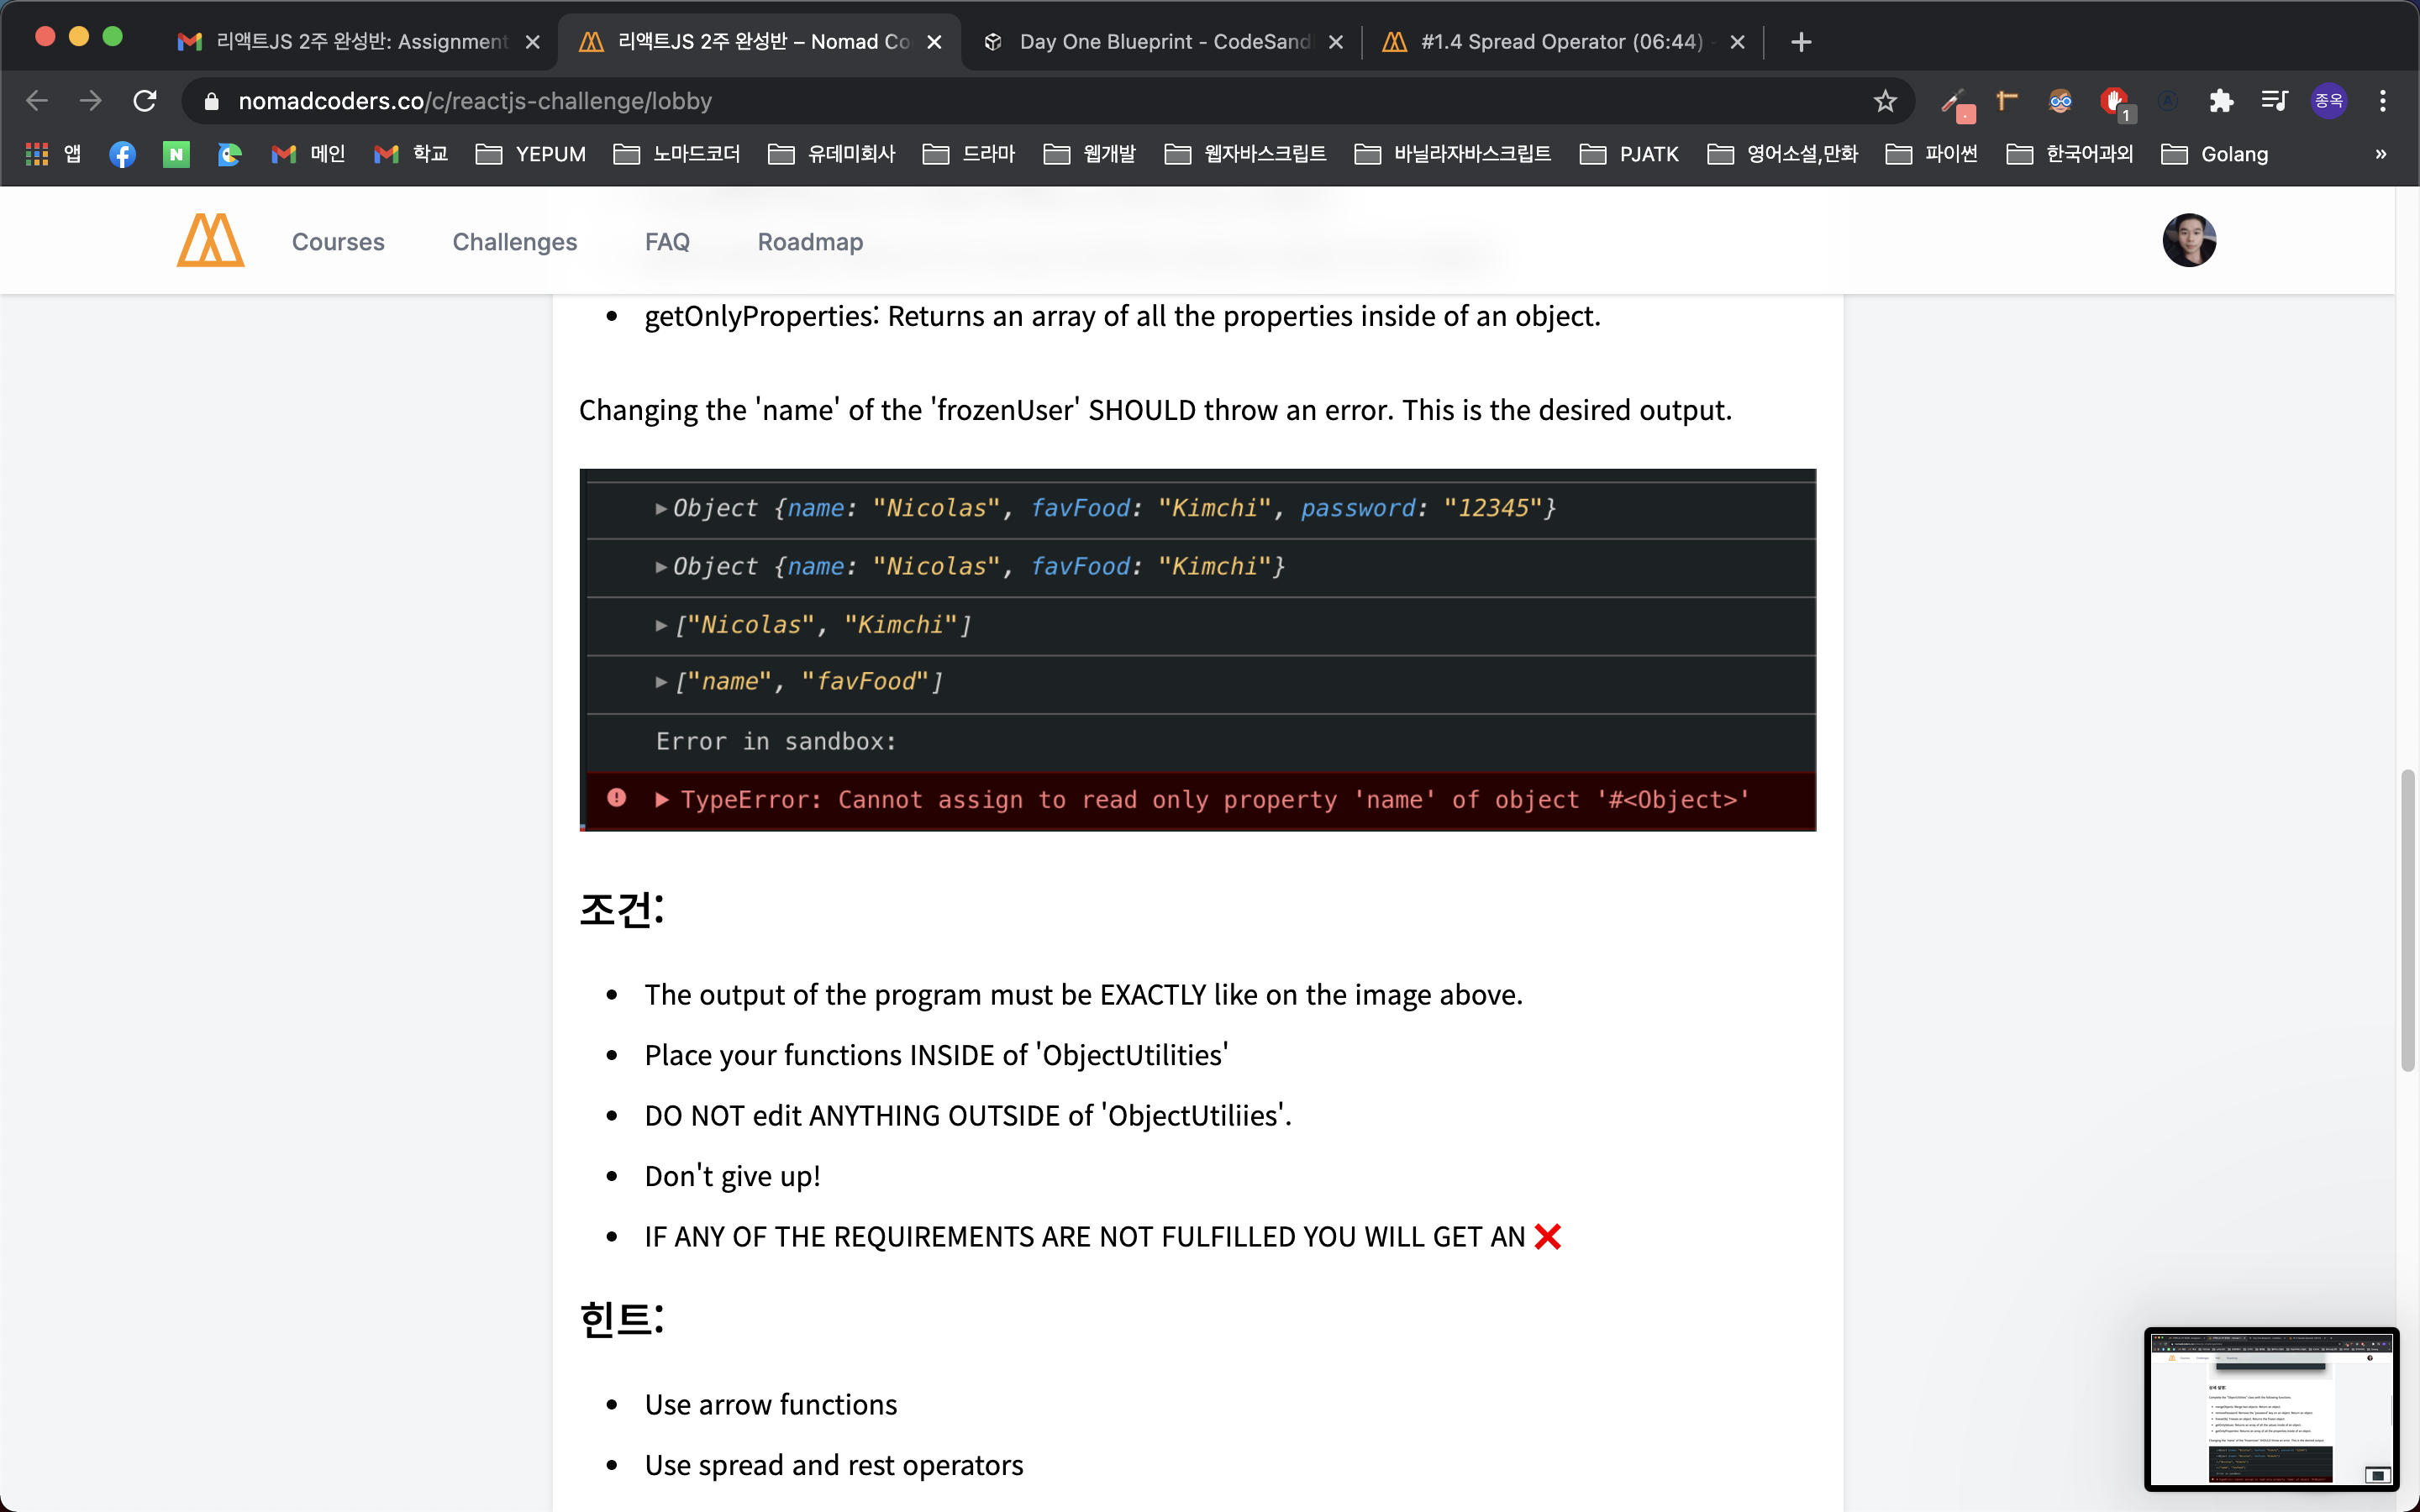 리액트JS 2주 완성반: Assignment
리액트JS 2주 완성반 – Nomad Co
Day One Blueprint - CodeSand
#1.4 Spread Operator (06:44) -
nomadcoders.co/c/reactjs-challenge/lobby
1
종옥
앱
N
메인
학교
YEPUM
노마드코더
유데미회사
드라마
웹개발
웹자바스크립트
바닐라자바스크립트
PJATK
영어소설,만화
파이썬
한국어과외
Golang
»
Courses
Challenges
FAQ
Roadmap
• getOnlyProperties: Returns an array of all the properties inside of an object.
Changing the 'name' of the 'frozenUser' SHOULD throw an error. This is the desired output.
▶Object {name: "Nicolas", favFood: "Kimchi", password: "12345"}
▶Object {name: "Nicolas", favFood: "Kimchi"}
▶["Nicolas", "Kimchi"]
▶["name", "favFood"]
Error in sandbox:
▶TypeError: Cannot assign to read only property 'name' of object '#<Object>'
조건:
• The output of the program must be EXACTLY like on the image above.
• Place your functions INSIDE of 'ObjectUtilities'
• DO NOT edit ANYTHING OUTSIDE of 'ObjectUtiliies'.
• Don't give up!
• IF ANY OF THE REQUIREMENTS ARE NOT FULFILLED YOU WILL GET AN ❌
힌트:
• Use arrow functions
• Use spread and rest operators